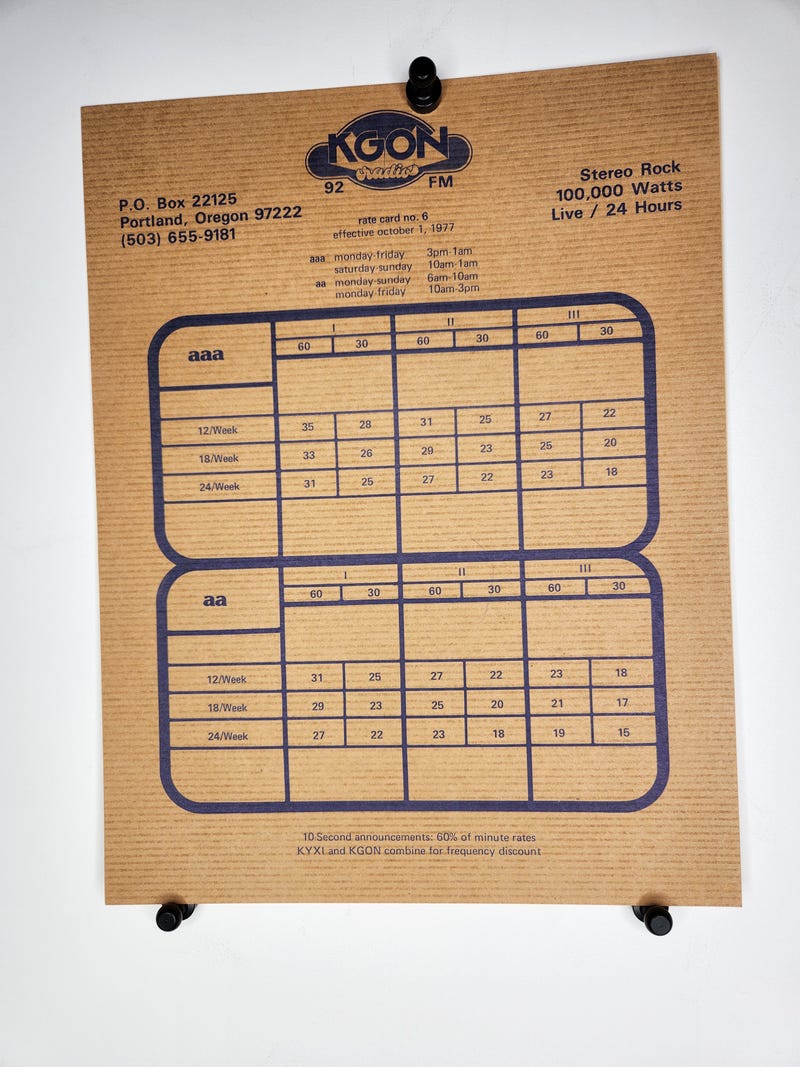 KGON
radio
92 FM
P.O. Box 22125
Portland, Oregon 97222
(503) 655-9181
Stereo Rock
100,000 Watts
Live / 24 Hours
rate card no. 6
effective october 1, 1977
aaa monday-friday 3pm-1am
saturday-sunday 10am-1am
aa monday-sunday 6am-10am
monday-friday 10am-3pm
aaa
I II III
60 30 60 30 60 30
12/Week 35 28 31 25 27 22
18/Week 33 26 29 23 25 20
24/Week 31 25 27 22 23 18
aa
I II III
60 30 60 30 60 30
12/Week 31 25 27 22 23 18
18/Week 29 23 25 20 21 17
24/Week 27 22 23 18 19 15
10-Second announcements: 60% of minute rates
KYXI and KGON combine for frequency discount